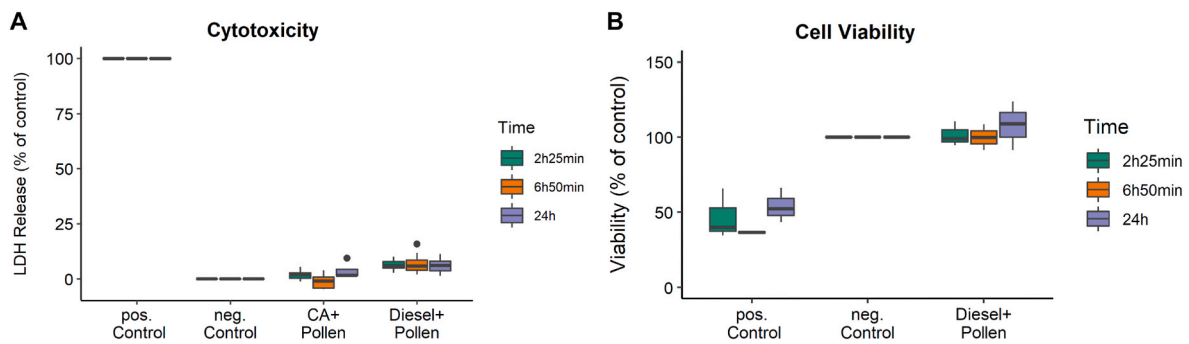 A
Cytotoxicity
LDH Release (% of control)
100
75
50
25
0
pos.
Control
neg.
Control
CA+
Pollen
Diesel+
Pollen
Time
2h25min
6h50min
24h
B
Cell Viability
Viability (% of control)
150
100
50
0
pos.
Control
neg.
Control
Diesel+
Pollen
Time
2h25min
6h50min
24h